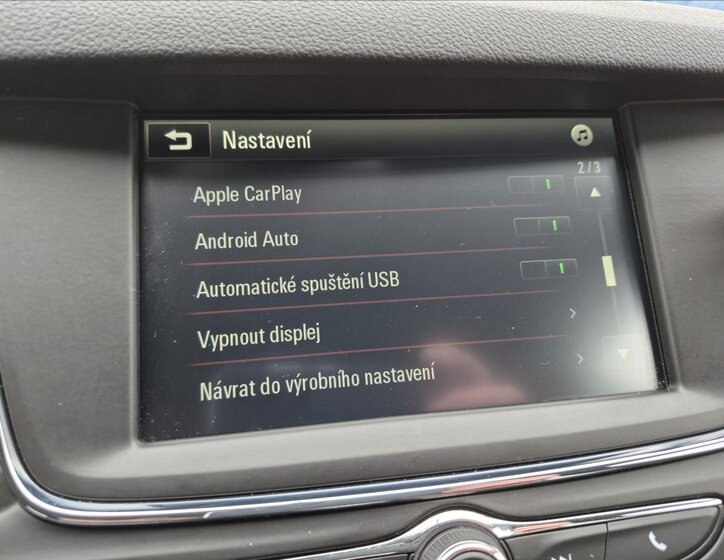 Nastavení
2/3
Apple CarPlay
Android Auto
Automatické spuštění USB
Vypnout displej
Návrat do výrobního nastavení